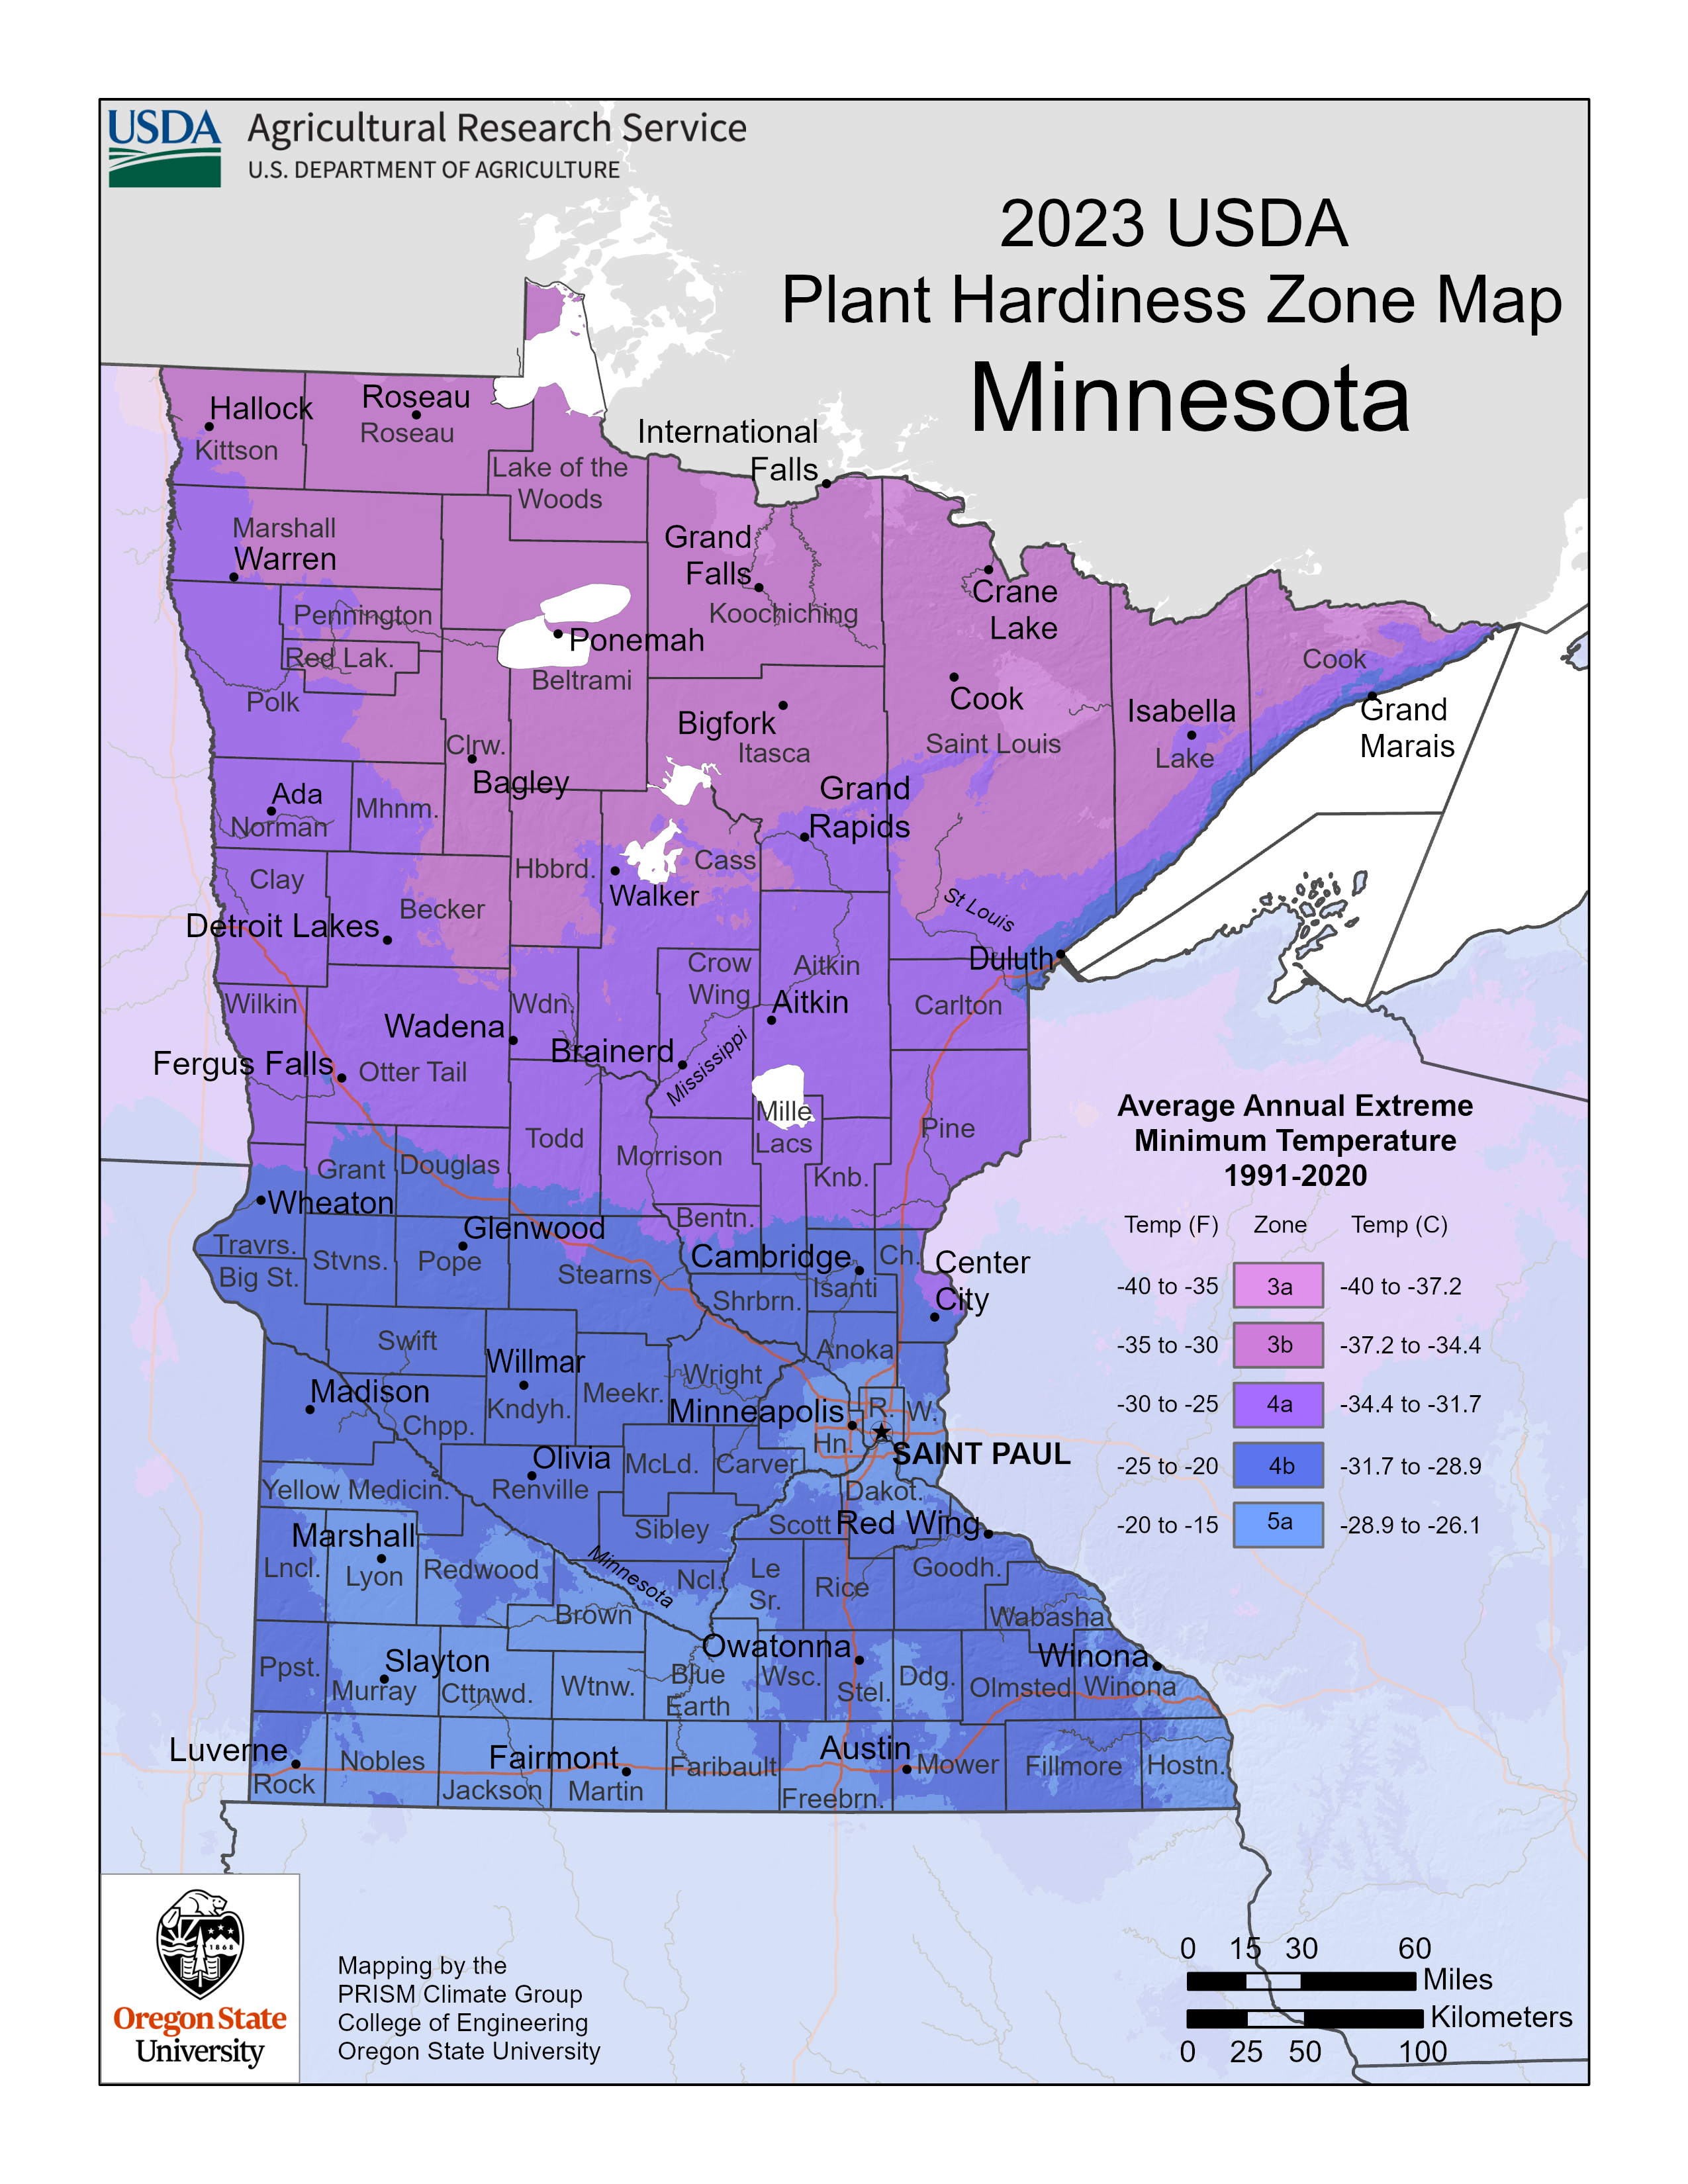 USDA
Agricultural Research Service
U.S. DEPARTMENT OF AGRICULTURE
2023 USDA
Plant Hardiness Zone Map
Minnesota
Hallock
Kittson
Roseau
Roseau
Lake of the
Woods
International
Falls
Marshall
Warren
Grand
Falls
Koochiching
Crane
Lake
Pennington
Red Lak.
Ponemah
Beltrami
Polk
Cook
Grand
Marais
Cook
Saint Louis
Isabella
Lake
Bigfork
Itasca
Clrw.
Bagley
Grand
Rapids
Ada
Norman
Mhnm.
Hbbrd.
Cass
Walker
Clay
Becker
Detroit Lakes
St Louis
Duluth
Crow
Wing
Aitkin
Aitkin
Carlton
Wilkin
Wdn.
Wadena
Brainerd
Mississippi
Fergus Falls
Otter Tail
Mille
Lacs
Pine
Todd
Morrison
Knb.
Grant
Douglas
Wheaton
Bentn.
Glenwood
Travrs.
Stvns.
Pope
Big St.
Stearns
Cambridge
Ch.
Isanti
Shrbrn.
Center
City
Swift
Anoka
Willmar
Wright
Madison
Kndyh.
Meekr.
Chpp.
Minneapolis
R.
W.
Hn.
SAINT PAUL
Olivia
Renville
McLd.
Carver
Yellow Medicin.
Dakot.
Sibley
Scott
Red Wing
Marshall
Lncl.
Lyon
Redwood
Minnesota
Ncl.
Le
Sr.
Rice
Goodh.
Brown
Wabasha
Owatonna
Winona
Ppst.
Slayton
Murray
Cttnwd.
Wtnw.
Blue
Earth
Wsc.
Stel.
Ddg.
Olmsted
Winona
Luverne
Rock
Nobles
Fairmont
Jackson
Martin
Faribault
Austin
Freebrn.
Mower
Fillmore
Hostn.
Average Annual Extreme
Minimum Temperature
1991-2020
Temp (F) Zone Temp (C)
-40 to -35 3a -40 to -37.2
-35 to -30 3b -37.2 to -34.4
-30 to -25 4a -34.4 to -31.7
-25 to -20 4b -31.7 to -28.9
-20 to -15 5a -28.9 to -26.1
1868
Oregon State
University
Mapping by the
PRISM Climate Group
College of Engineering
Oregon State University
0 15 30 60
Miles
Kilometers
0 25 50 100